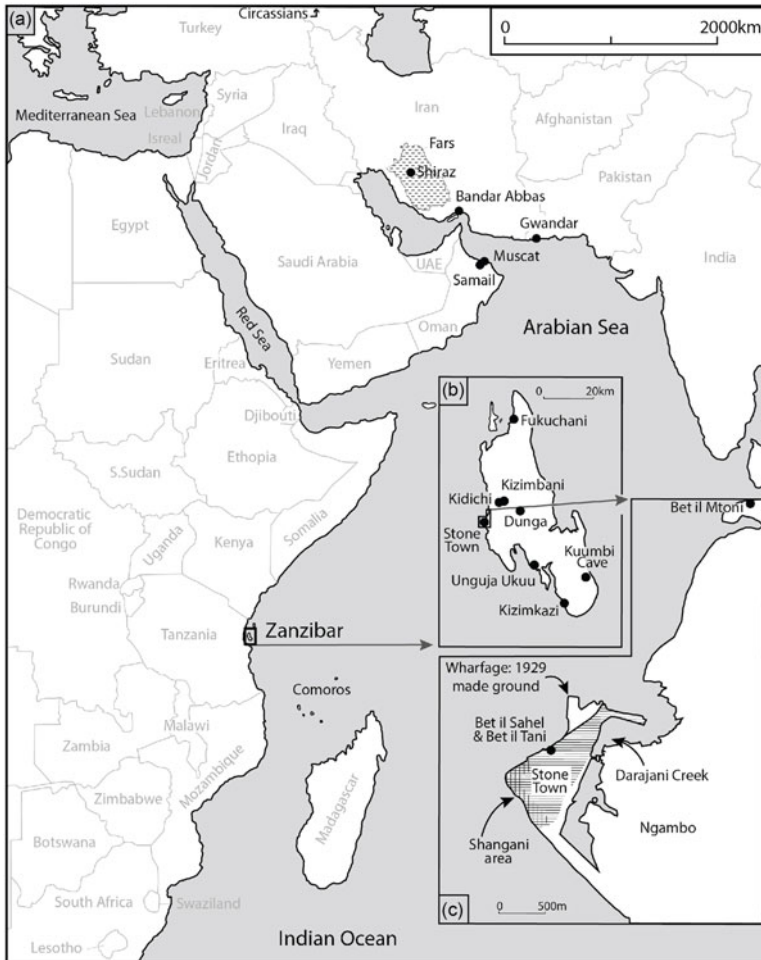 (a)
Circassians
Turkey
0
2000km
Mediterranean Sea
Lebanon
Syria
Isreal
Jordan
Iraq
Iran
Afghanistan
Fars
Shiraz
Pakistan
Bandar Abbas
Gwandar
Egypt
Saudi Arabia
UAE
Muscat
Samail
India
Red Sea
Oman
Arabian Sea
Sudan
Eritrea
Yemen
Djibouti
(b)
0
20km
Fukuchani
S.Sudan
Ethiopia
Kizimbani
Kidichi
Democratic
Republic of
Congo
Somalia
Dunga
Bet il Mtoni
Stone
Town
Uganda
Kenya
Kuumbi
Cave
Unguja Ukuu
Rwanda
Burundi
Kizimkazi
Tanzania
Zanzibar
Wharfage: 1929
made ground
Comoros
Malawi
Bet il Sahel
& Bet il Tani
Zambia
Mozambique
Stone
Town
Darajani Creek
Zimbabwe
Madagascar
Ngambo
Botswana
Shangani
area
South Africa
Swaziland
(c)
0
500m
Lesotho
Indian Ocean